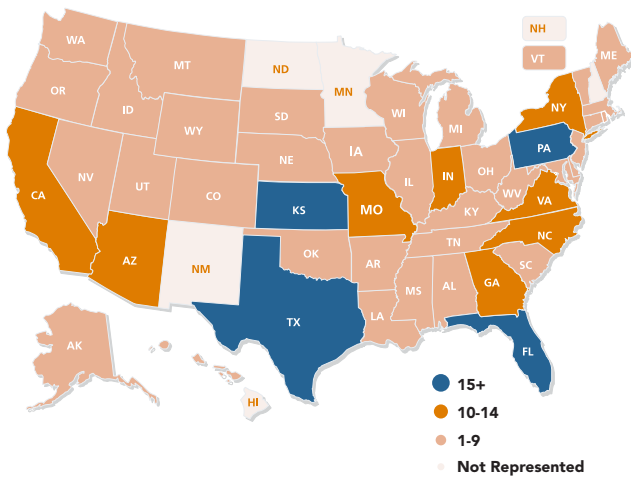 NH
VT
WA
ME
MT
ND
MN
OR
ID
WY
SD
WI
MI
NY
PA
IA
NE
NV
UT
CO
CA
IL
IN
OH
WV
VA
KS
MO
KY
NC
AZ
NM
OK
AR
TN
SC
MS
AL
GA
TX
LA
AK
FL
HI
15+
10-14
1-9
Not Represented